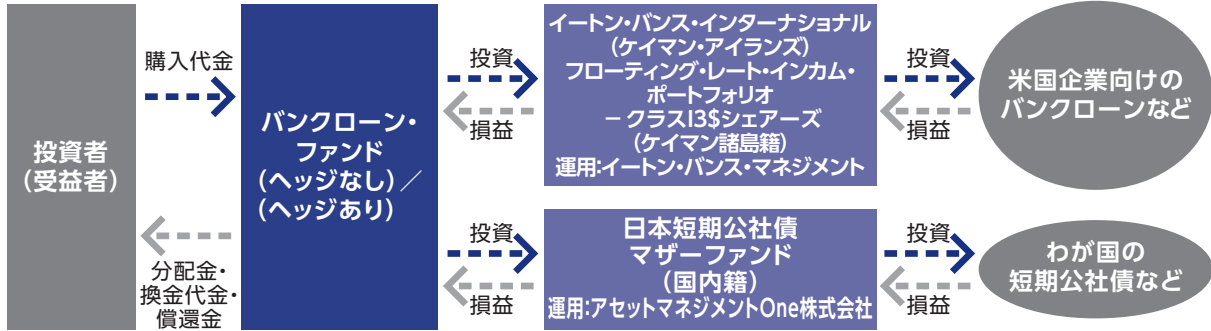 投資者
(受益者)
購入代金
分配金・
換金代金・
償還金
バンクローン・
ファンド
(ヘッジなし)/
(ヘッジあり)
投資
損益
イートン・バンス・インターナショナル
(ケイマン・アイランズ)
フローティング・レート・インカム・
ポートフォリオ
－クラスI3$シェアーズ
(ケイマン諸島籍)
運用:イートン・バンス・マネジメント
投資
損益
米国企業向けの
バンクローンなど
投資
損益
日本短期公社債
マザーファンド
(国内籍)
運用:アセットマネジメントOne株式会社
投資
損益
わが国の
短期公社債など